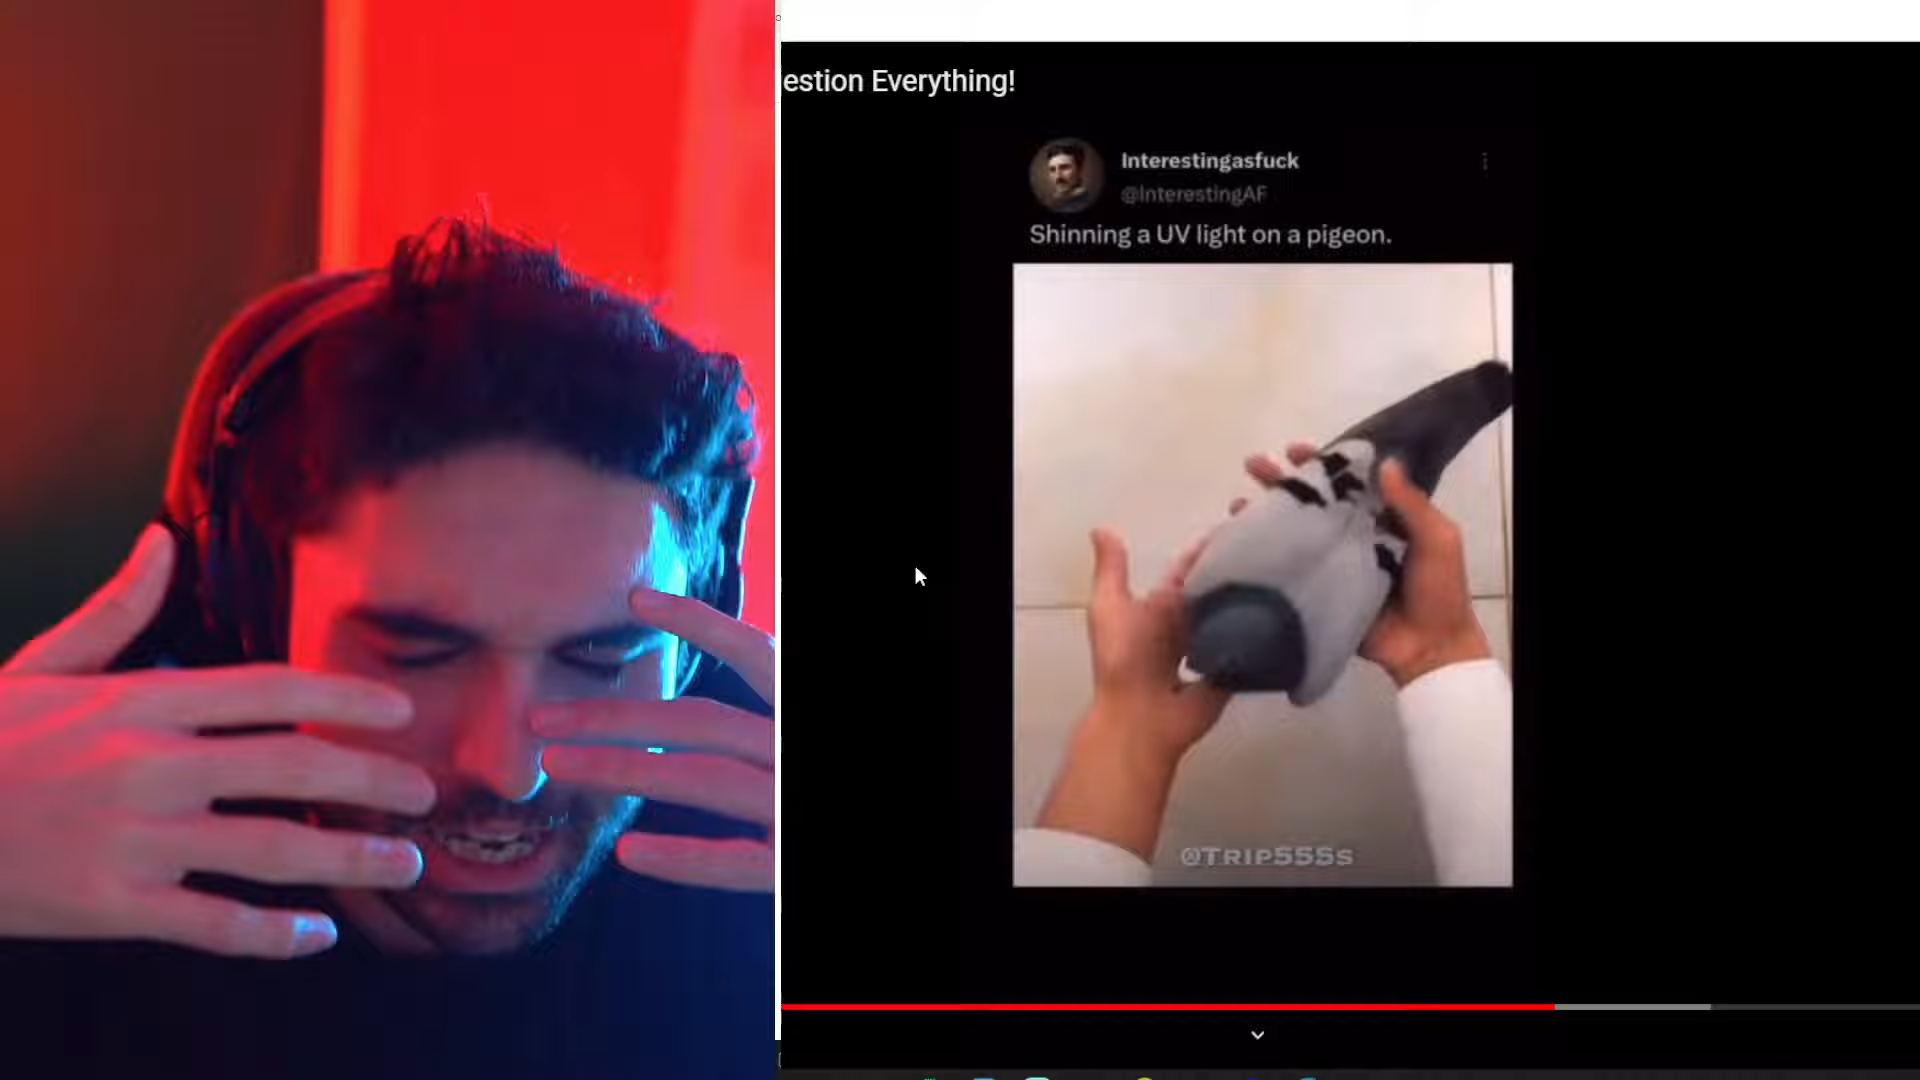 estion Everything!
Interestingasfuck
@InterestingAF
Shinning a UV light on a pigeon.
@TRIP555S